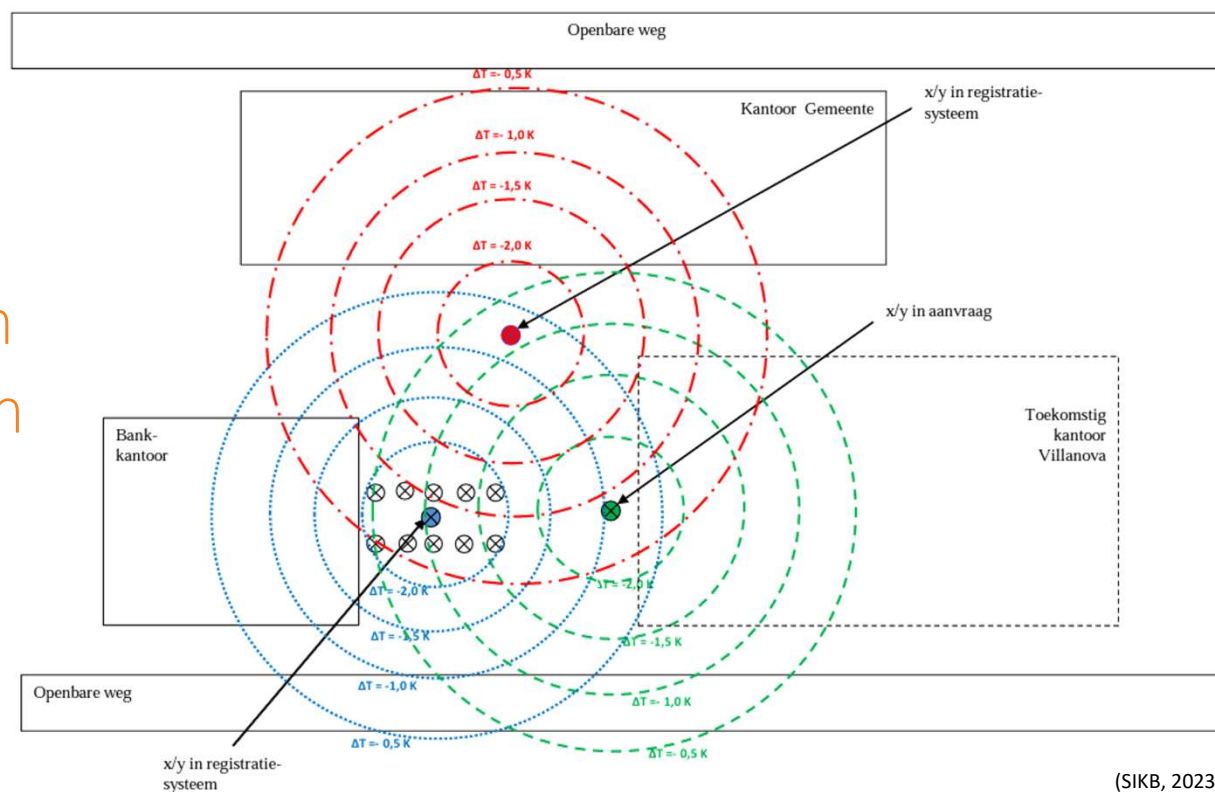 Openbare weg
ΔT =- 0,5 K
Kantoor Gemeente
x/y in registratie-
systeem
ΔT =- 1,0 K
ΔT = -1,5 K
ΔT = -2,0 K
x/y in aanvraag
n
n
Bank-
kantoor
Toekomstig
kantoor
Villanova
ΔT = -2,0 K
ΔT = -2,0 K
ΔT = -1,5 K
ΔT = -1,5 K
ΔT =- 1,0 K
ΔT =- 1,0 K
Openbare weg
ΔT =- 0,5 K
ΔT =- 0,5 K
x/y in registratie-
systeem
(SIKB, 2023